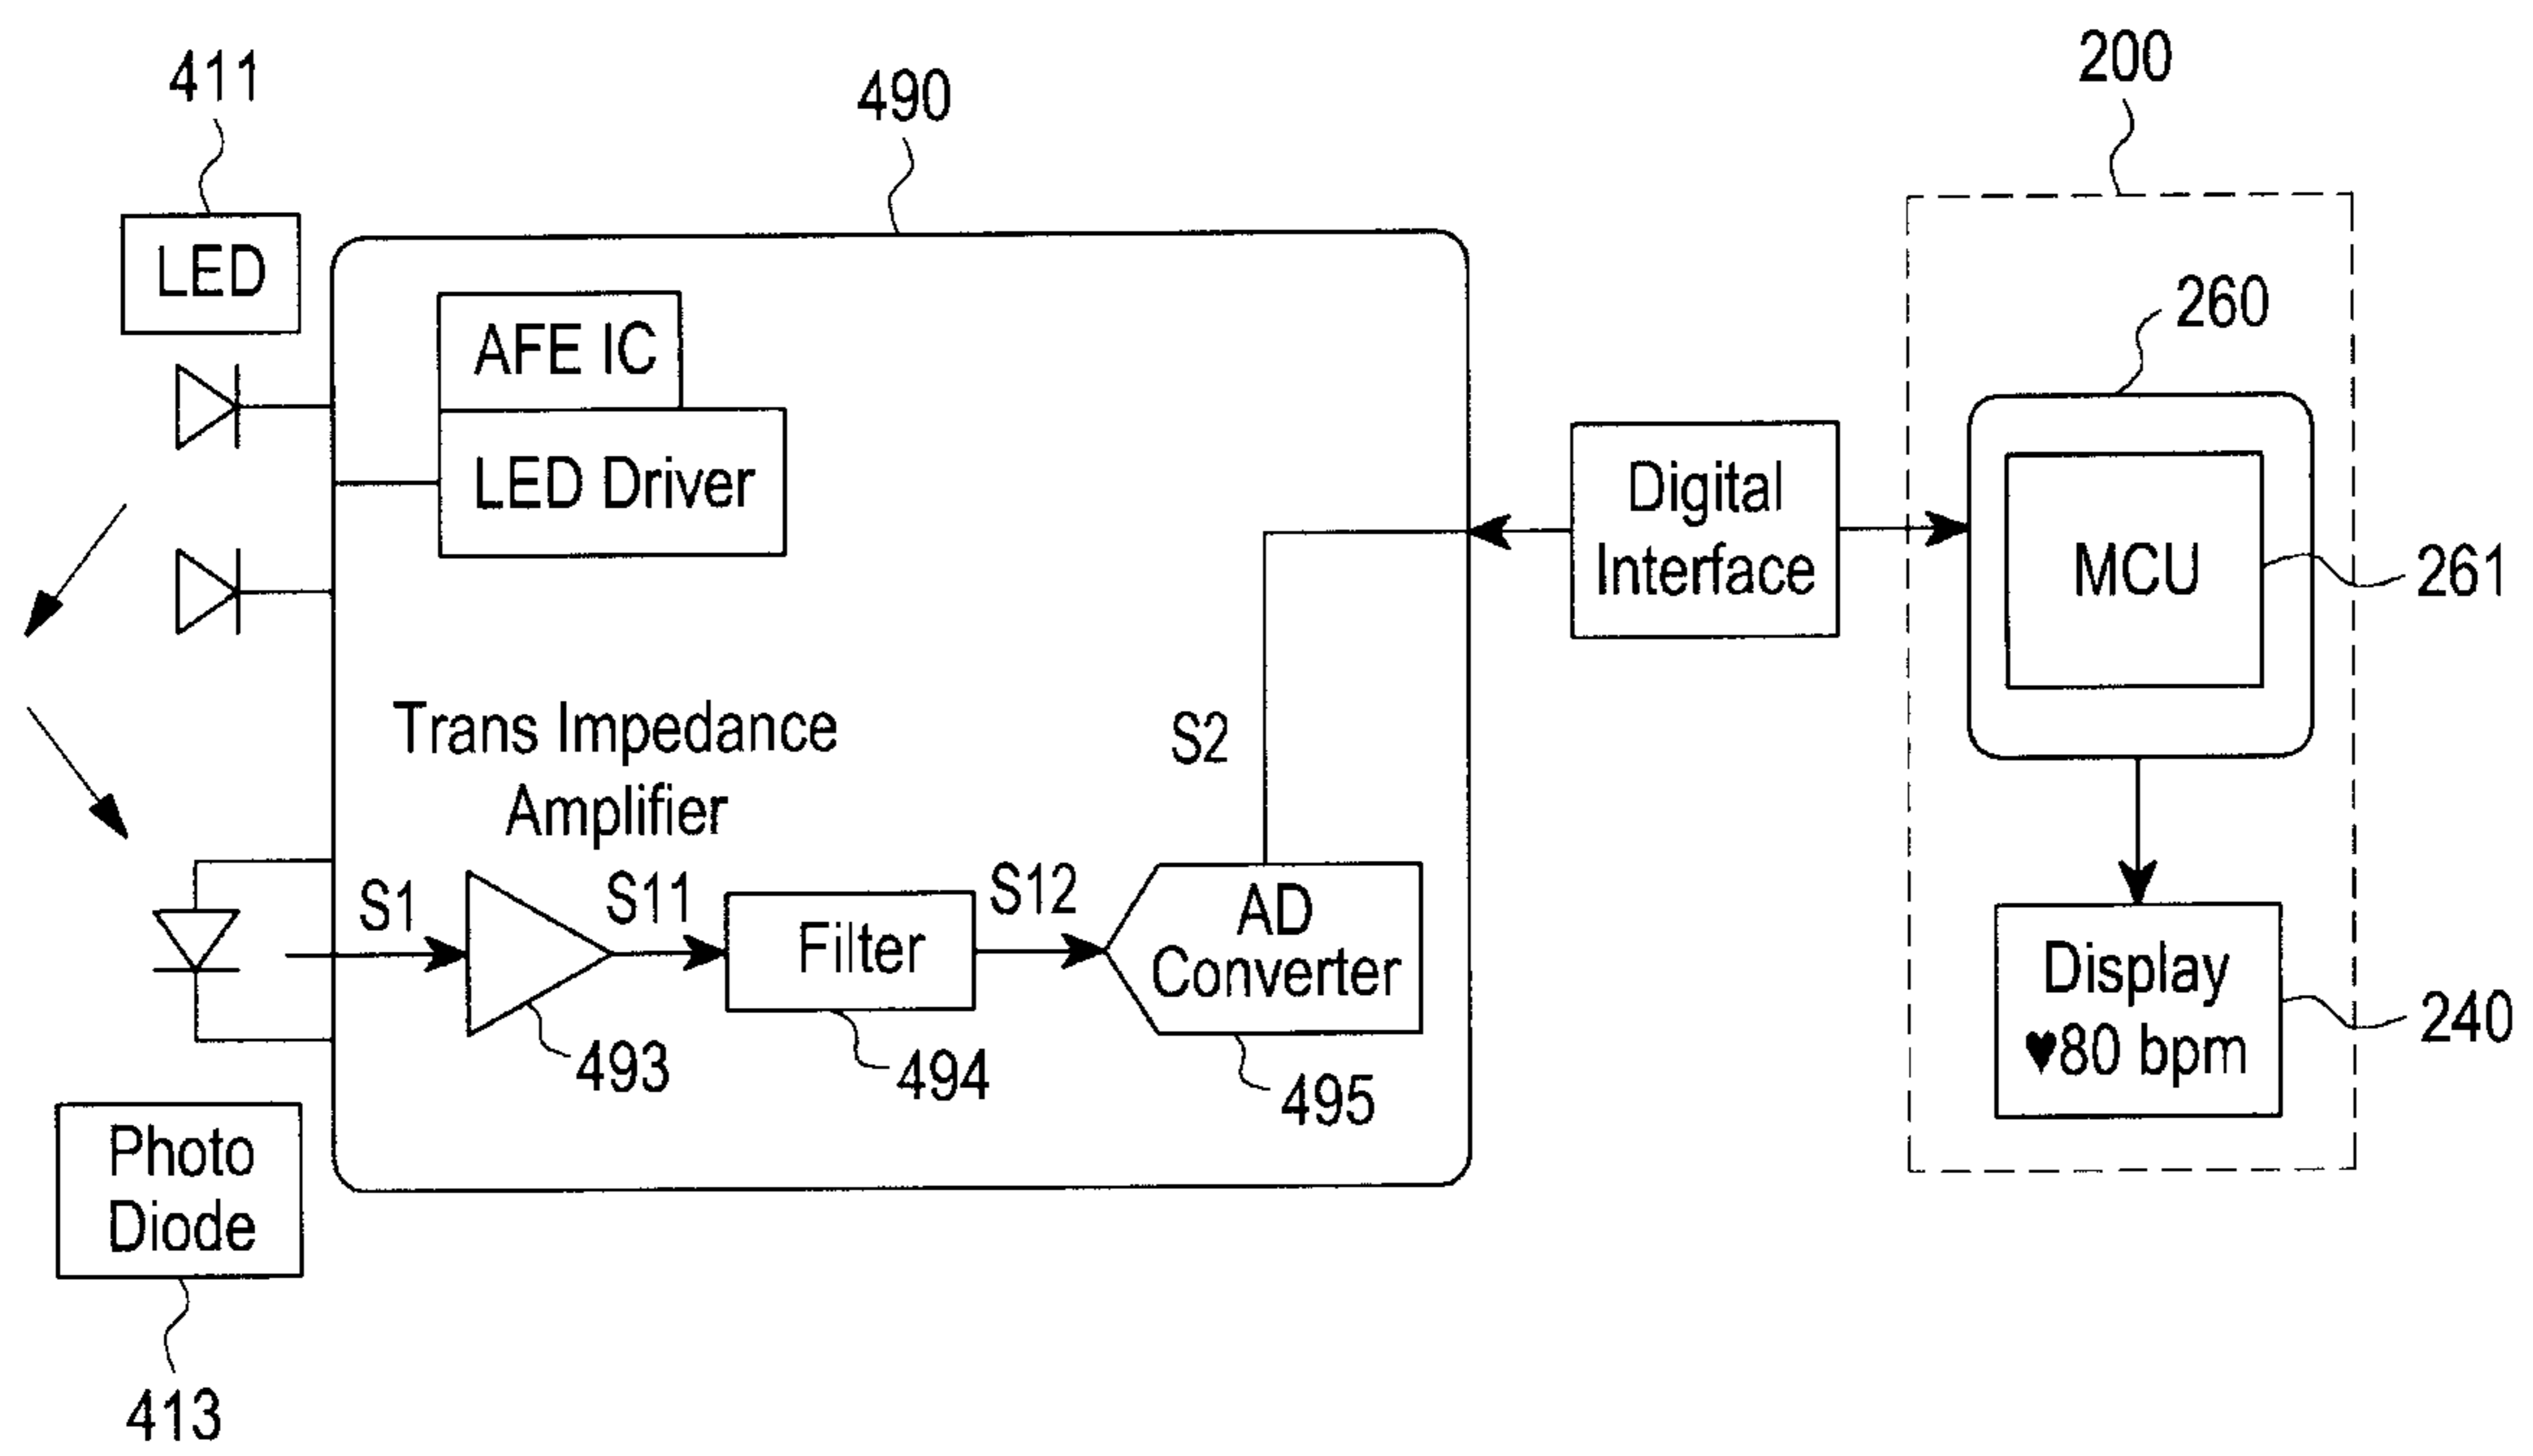 411
490
200
LED
AFE IC
LED Driver
260
Digital
Interface
MCU
261
Trans Impedance
Amplifier
S2
S1
S11
Filter
S12
AD
Converter
Display
♥80 bpm
240
493
494
495
Photo
Diode
413